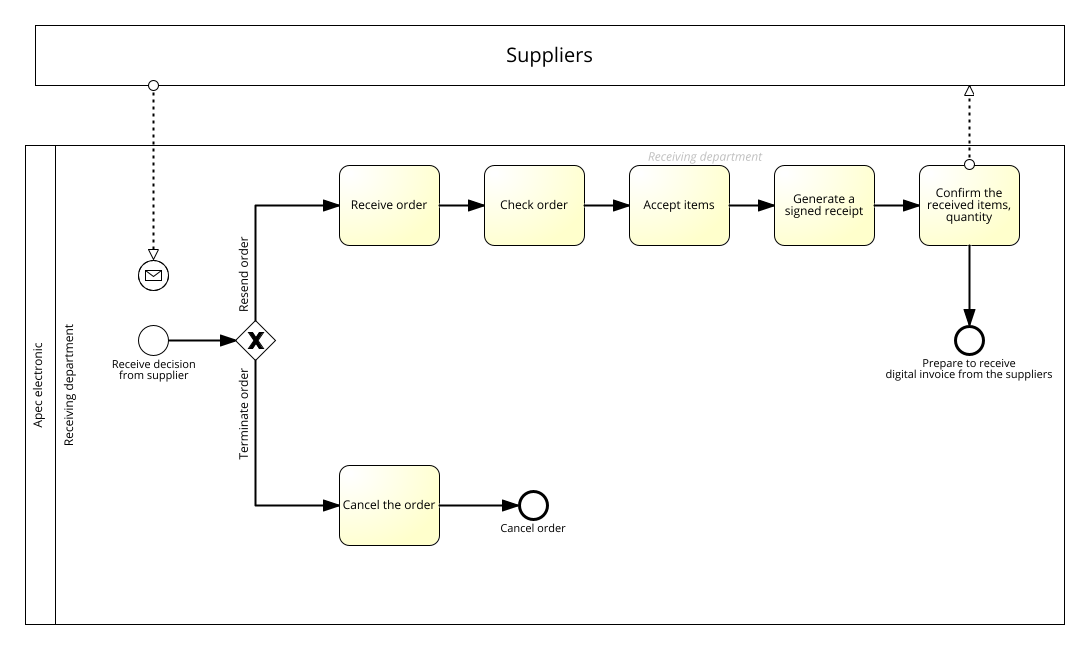 Suppliers
Receiving department
Receive order
Check order
Accept items
Generate a
signed receipt
Confirm the
received items,
quantity
Resend order
Receive decision
from supplier
Apec electronic
Receiving department
Terminate order
Prepare to receive
digital invoice from the suppliers
Cancel the order
Cancel order